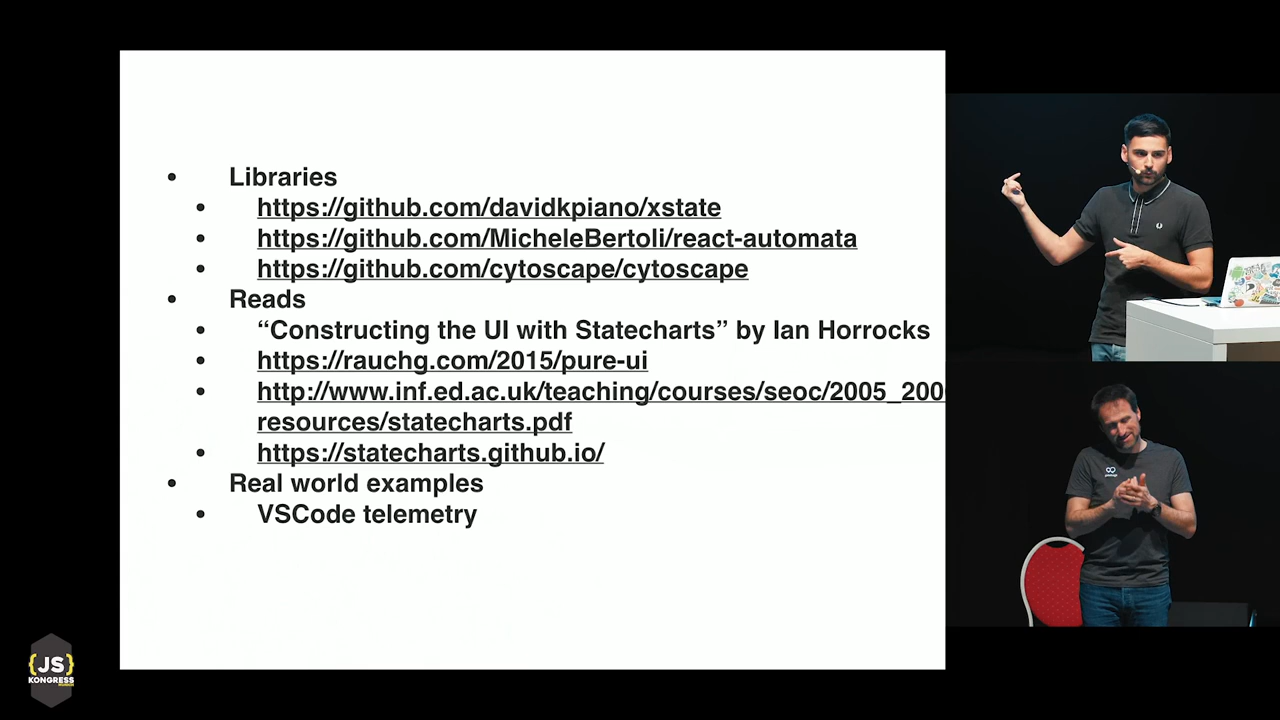 Libraries
https://github.com/davidkpiano/xstate
https://github.com/MicheleBertoli/react-automata
https://github.com/cytoscape/cytoscape
Reads
“Constructing the UI with Statecharts” by Ian Horrocks
https://rauchg.com/2015/pure-ui
http://www.inf.ed.ac.uk/teaching/courses/seoc/2005_200
resources/statecharts.pdf
https://statecharts.github.io/
Real world examples
VSCode telemetry
{JS}
KONGRESS